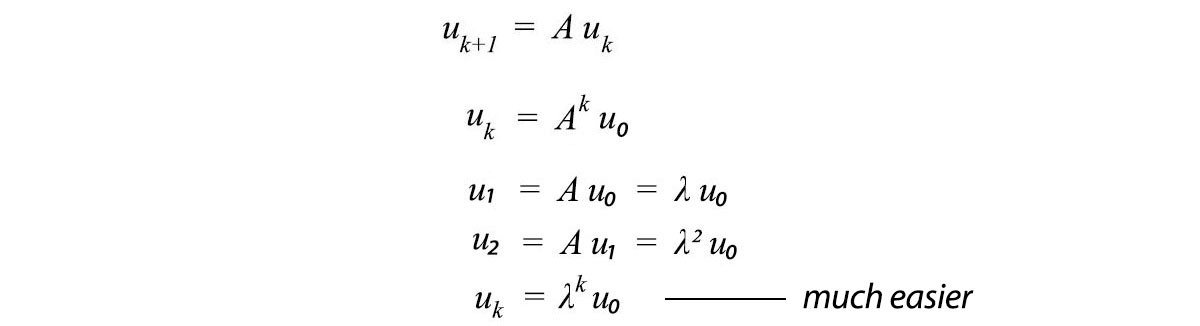 u_{k+1} = A u_k
u_k = A^k u_0
u_1 = A u_0 = λ u_0
u_2 = A u_1 = λ^2 u_0
u_k = λ^k u_0 —— much easier